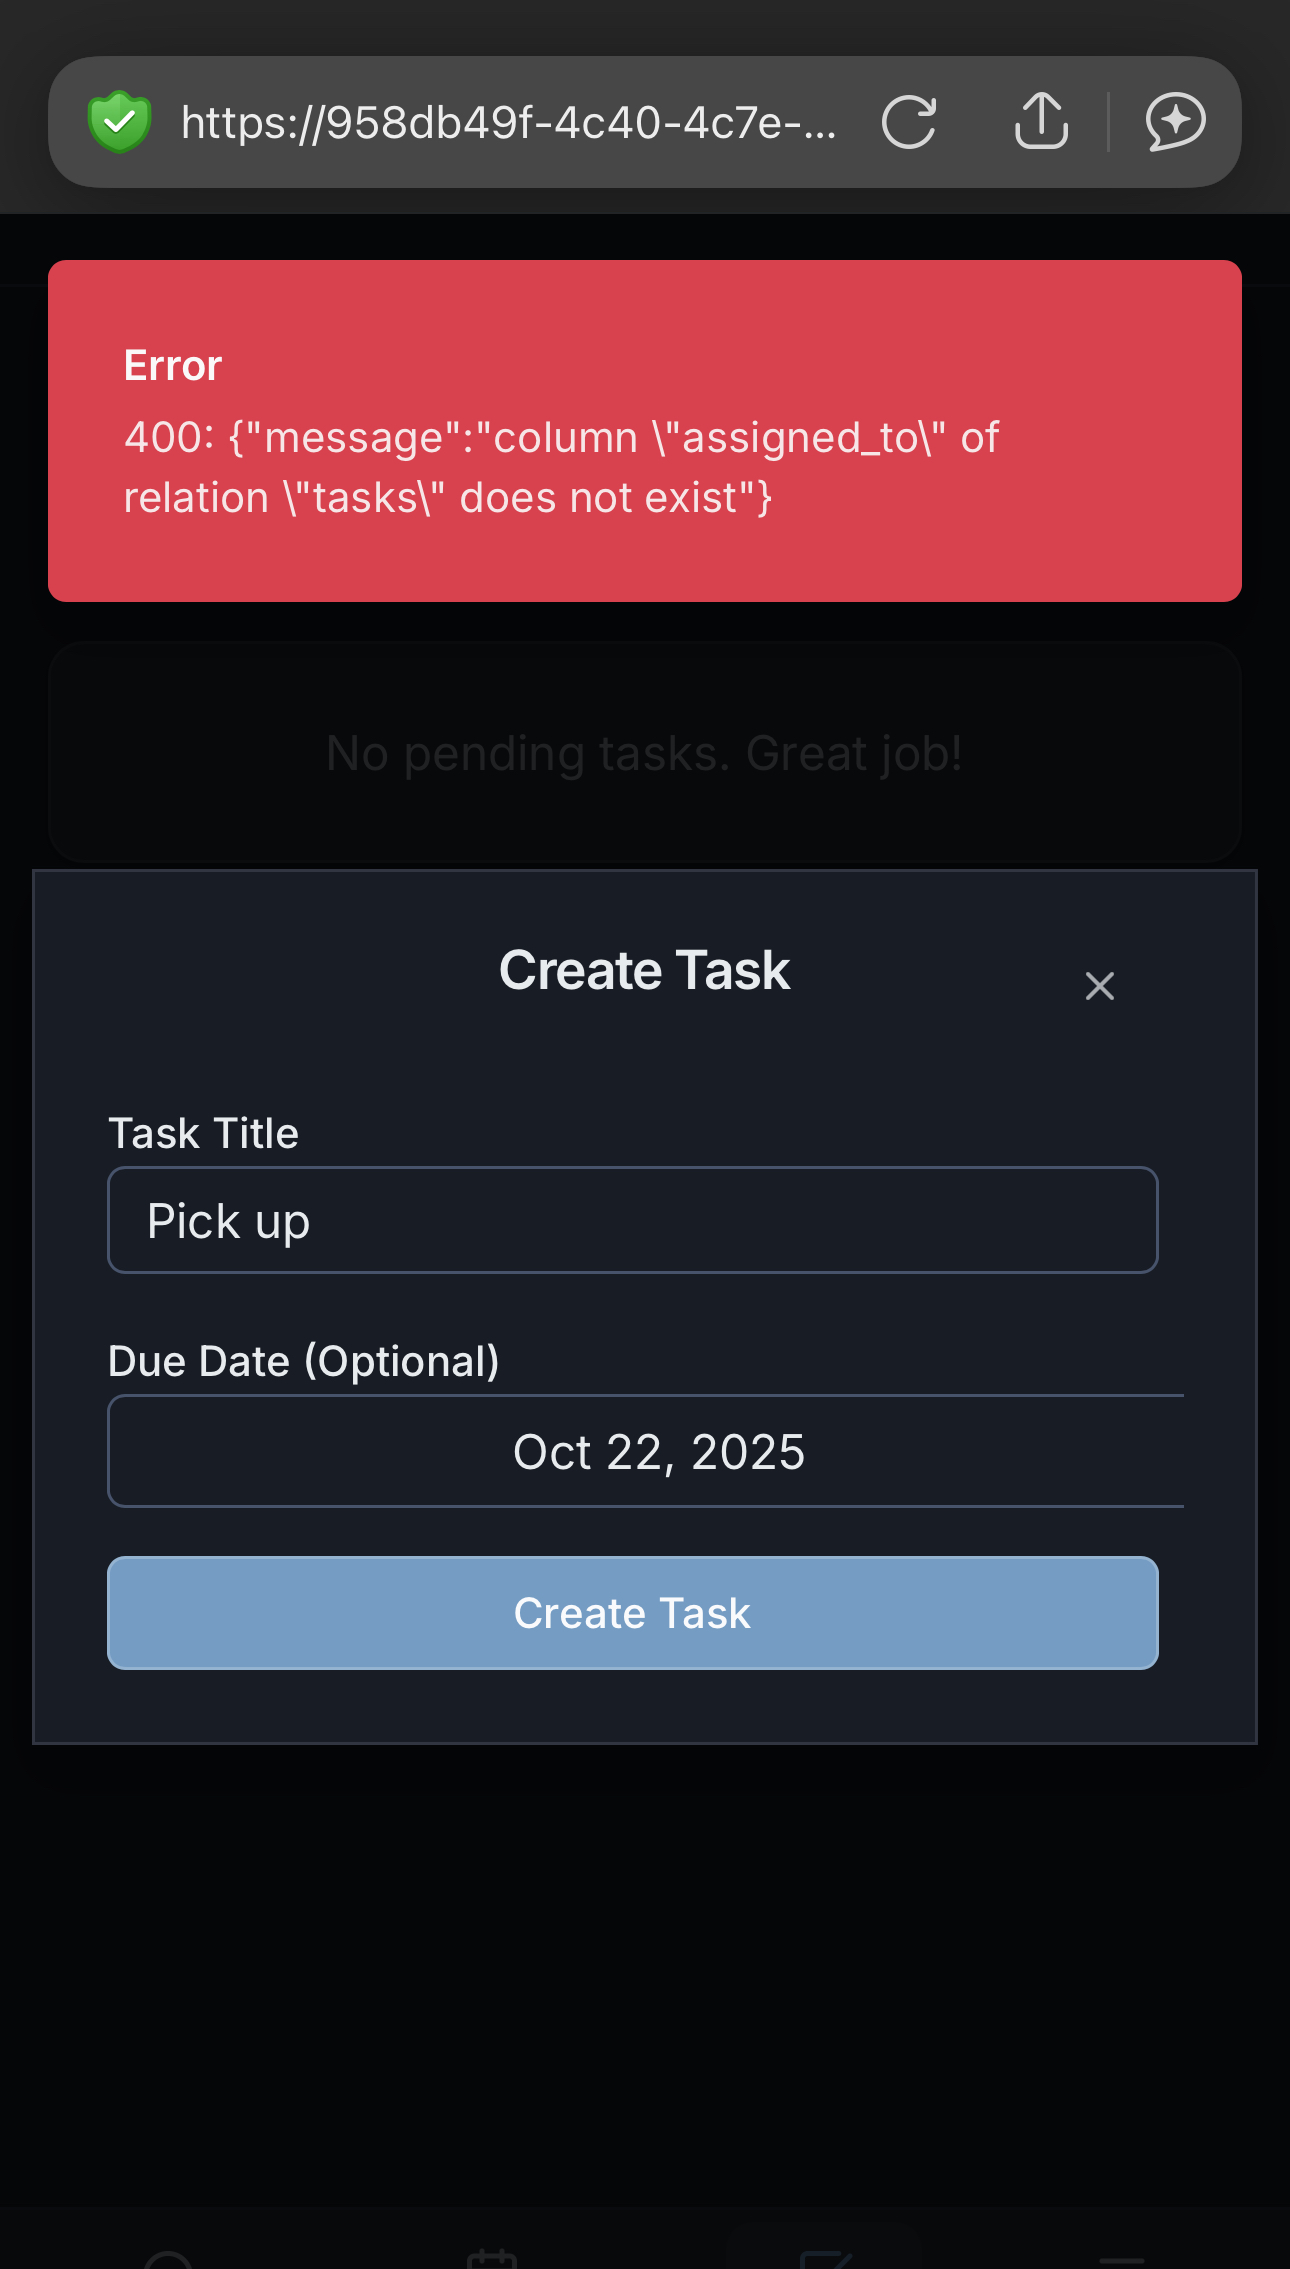 https://958db49f-4c40-4c7e-...
Error
400: {"message":"column \"assigned_to\" of
relation \"tasks\" does not exist"}
No pending tasks. Great job!
Create Task
Task Title
Pick up
Due Date (Optional)
Oct 22, 2025
Create Task